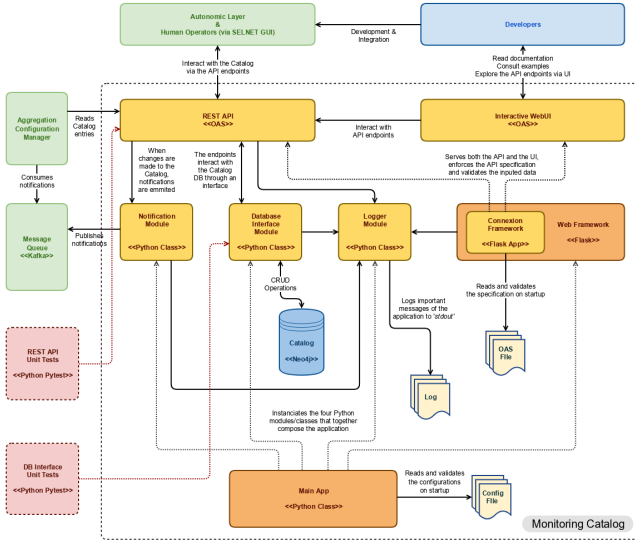 Autonomic Layer
&
Human Operators (via SELNET GUI)
Development &
Integration
Developers
Interact with the Catalog
via the API endpoints
Read documentation
Consult examples
Explore the API endpoints via UI
Aggregation
Configuration
Manager
Reads
Catalog
entries
REST API
<<OAS>>
Interact with
API endpoints
Interactive WebUI
<<OAS>>
When
changes are
made to the
Catalog,
notifications
are emmited
The endpoints
interact with
the Catalog
DB through an
interface
Serves both the API and the UI,
enforces the API specification
and validates the inputed data
Consumes
notifications
Message
Queue
<<Kafka>>
Publishes
notifications
Notification
Module
<<Python Class>>
Database
Interface
Module
<<Python Class>>
Logger
Module
<<Python Class>>
Connexion
Framework
<<Flask App>>
Web Framework
<<Flask>>
CRUD
Operations
Reads and validates
the specification on startup
Logs important
messages of the
application to 'stdout'
Catalog
<<Neo4j>>
OAS
File
REST API
Unit Tests
<<Python Pytest>>
Log
Instanciates the four Python
modules/classes that together
compose the application
DB Interface
Unit Tests
<<Python Pytest>>
Main App
<<Python Class>>
Reads and validates
the configurations
on startup
Config
File
Monitoring Catalog